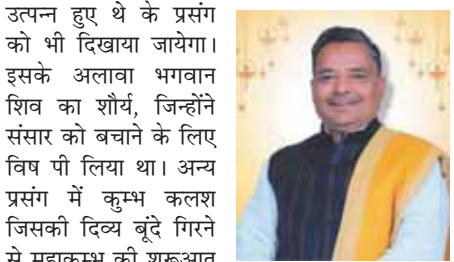 उत्पन्न हुए थे के प्रसंग
को भी दिखाया जायेगा।
इसके अलावा भगवान
शिव का शौर्य, जिन्होंने
संसार को बचाने के लिए
विष पी लिया था। अन्य
प्रसंग में कुम्भ कलश
जिसकी दिव्य बूंदे गिरने
से महाकुम्भ की शुरूआत